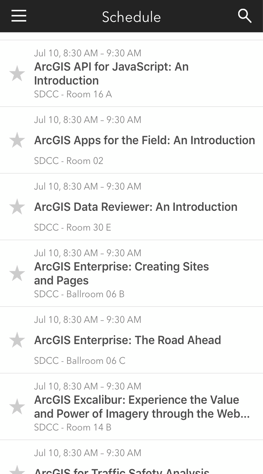 Schedule
Jul 10, 8:30 AM – 9:30 AM
ArcGIS API for JavaScript: An
Introduction
SDCC - Room 16 A
Jul 10, 8:30 AM – 9:30 AM
ArcGIS Apps for the Field: An Introduction
SDCC - Room 02
Jul 10, 8:30 AM – 9:30 AM
ArcGIS Data Reviewer: An Introduction
SDCC - Room 30 E
Jul 10, 8:30 AM – 9:30 AM
ArcGIS Enterprise: Creating Sites
and Pages
SDCC - Ballroom 06 B
Jul 10, 8:30 AM – 9:30 AM
ArcGIS Enterprise: The Road Ahead
SDCC - Ballroom 06 C
Jul 10, 8:30 AM – 9:30 AM
ArcGIS Excalibur: Experience the Value
and Power of Imagery through the Web...
SDCC - Room 14 B
Jul 10, 8:30 AM – 9:30 AM
ArcGIS for Traffic Safety Analysis